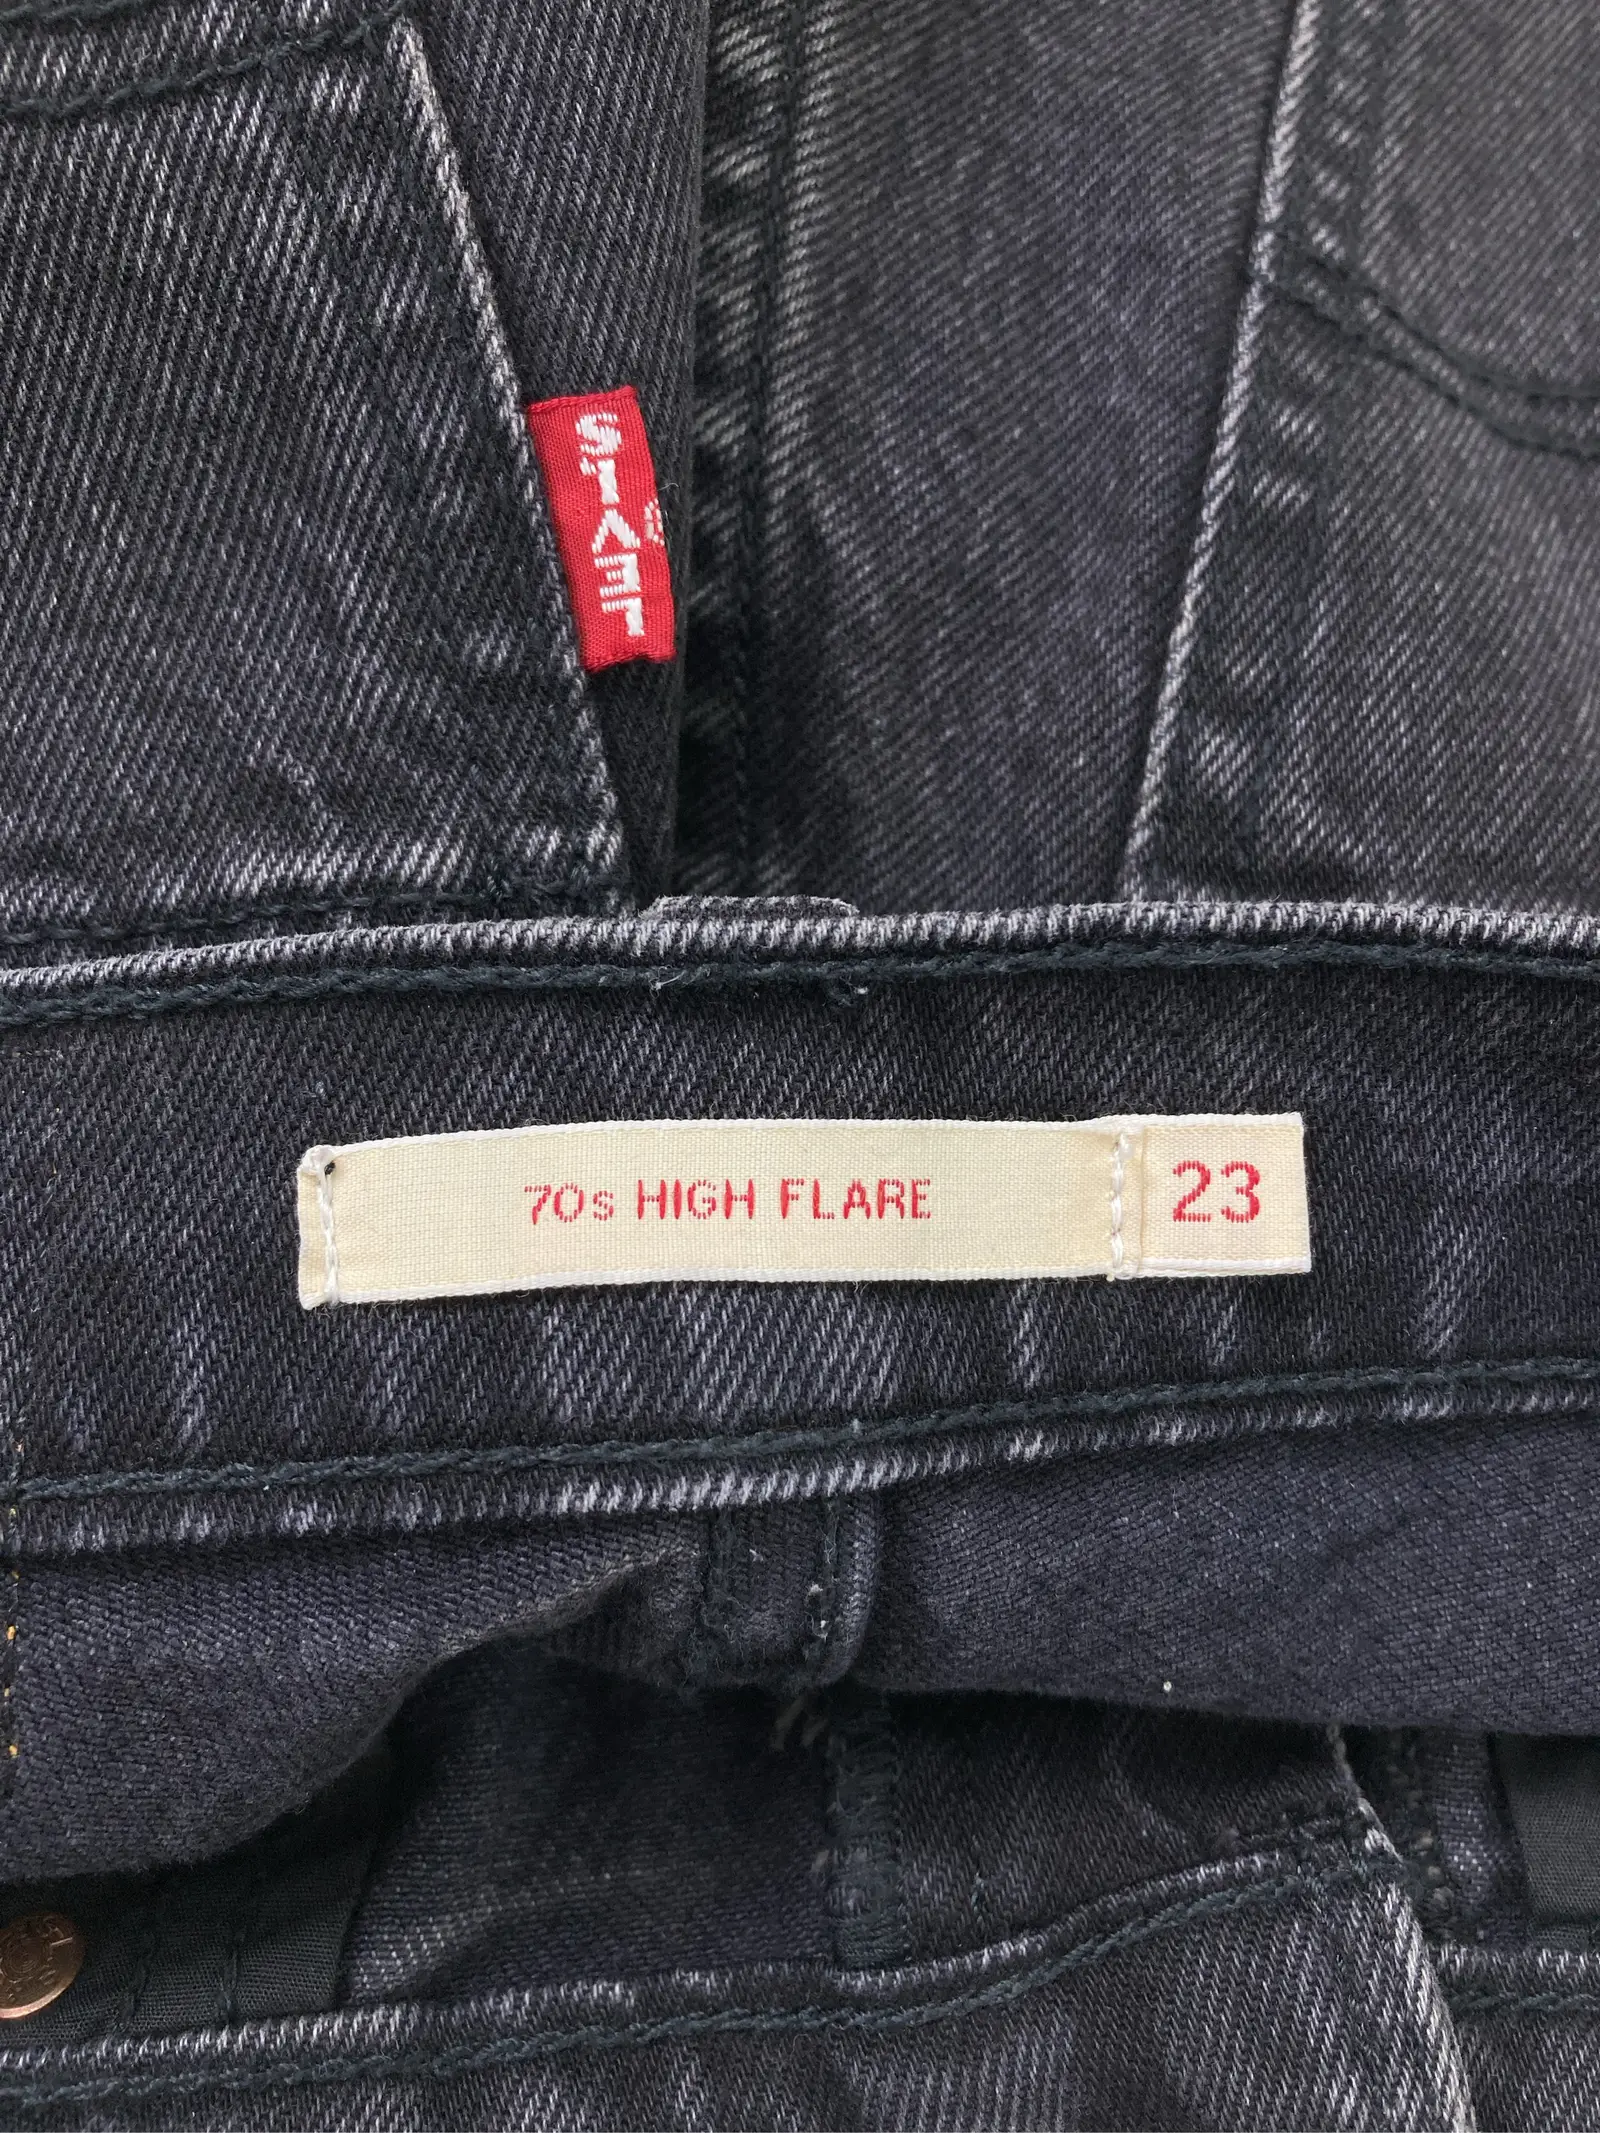 LEVI'S
®
70s HIGH FLARE
23